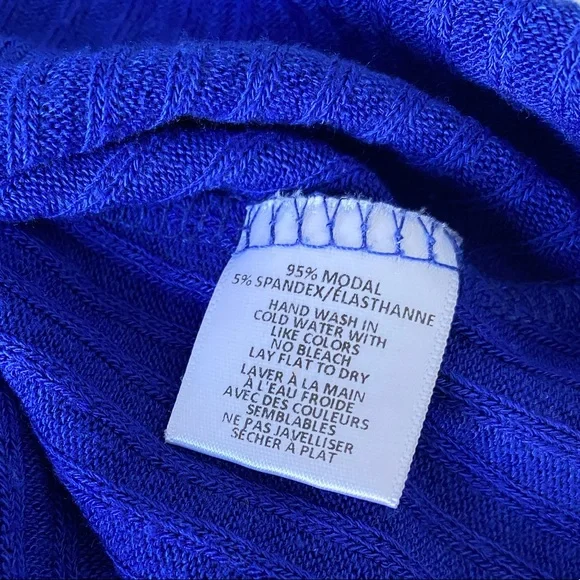 95% MODAL
5% SPANDEX/ÉLASTHANNE
HAND WASH IN
COLD WATER WITH
LIKE COLORS
NO BLEACH
LAY FLAT TO DRY
LAVER À LA MAIN
À L'EAU FROIDE
AVEC DES COULEURS
SEMBLABLES
NE PAS JAVELLISER
SÉCHER À PLAT